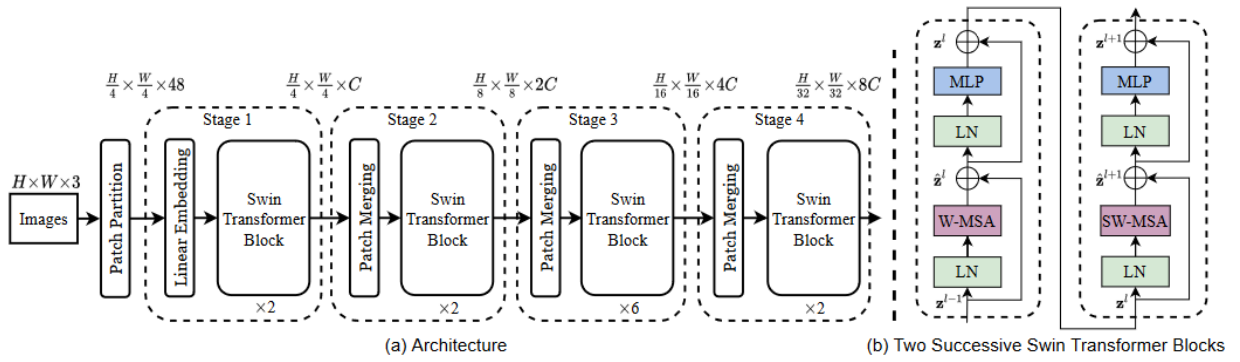 H/4 × W/4 × 48
H/4 × W/4 × C
H/8 × W/8 × 2C
H/16 × W/16 × 4C
H/32 × W/32 × 8C
H×W×3
Images
Patch Partition
Stage 1
Linear Embedding
Swin
Transformer
Block
×2
Stage 2
Patch Merging
Swin
Transformer
Block
×2
Stage 3
Patch Merging
Swin
Transformer
Block
×6
Stage 4
Patch Merging
Swin
Transformer
Block
×2
(a) Architecture
z^l
MLP
LN
ẑ^l
W-MSA
LN
z^{l-1}
z^{l+1}
MLP
LN
ẑ^{l+1}
SW-MSA
LN
z^l
(b) Two Successive Swin Transformer Blocks